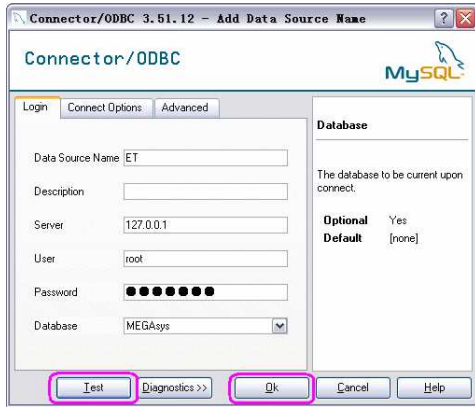 Connector/ODBC 3.51.12 - Add Data Source Name
Connector/ODBC
MySQL
Login
Connect Options
Advanced
Data Source Name
ET
Description
Server
127.0.0.1
User
root
Password
●●●●●●●
Database
MEGAsys
Database
The database to be current upon
connect.
Optional Yes
Default [none]
Test
Diagnostics >>
Ok
Cancel
Help